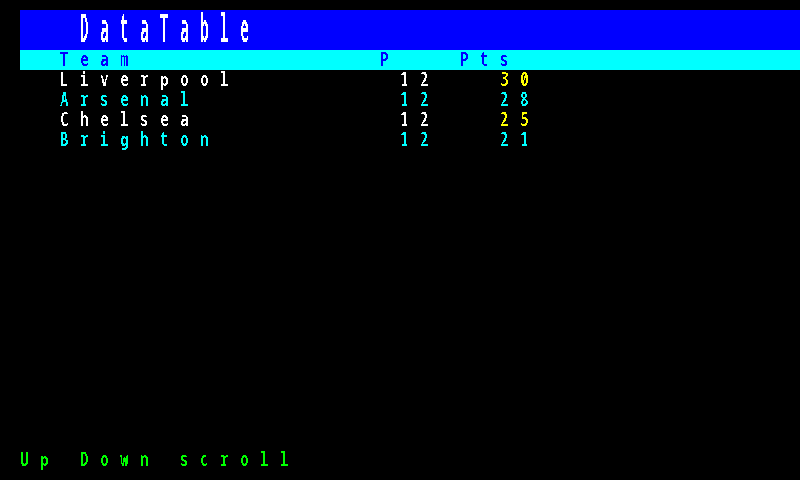 DataTable
Team P Pts
Liverpool 12 30
Arsenal 12 28
Chelsea 12 25
Brighton 12 21
Up Down scroll